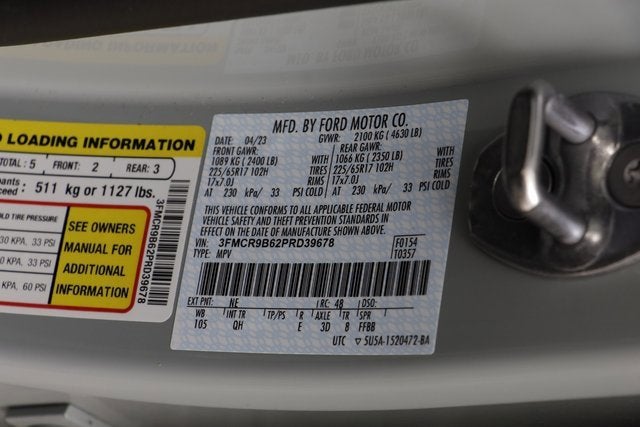 D LOADING INFORMATION
TOTAL: 5 FRONT: 2 REAR: 3
pants
xceed: 511 kg or 1127 lbs.
LD TIRE PRESSURE
30 KPA, 33 PSI
30 KPA, 33 PSI
KPA, 60 PSI
SEE OWNERS
MANUAL FOR
ADDITIONAL
INFORMATION
3FMCR9B62PRD39678
MFD. BY FORD MOTOR CO.
DATE: 04/23 GVWR: 2100 KG ( 4630 LB)
FRONT GAWR: REAR GAWR:
1089 KG ( 2400 LB) WITH 1066 KG ( 2350 LB) WITH
225/65R17 102H TIRES 225/65R17 102H TIRES
17x7.0J RIMS 17x7.0J RIMS
AT 230 kPa/ 33 PSI COLD AT 230 kPa/ 33 PSI COLD
THIS VEHICLE CONFORMS TO ALL APPLICABLE FEDERAL MOTOR
VEHICLE SAFETY AND THEFT PREVENTION STANDARDS IN
EFFECT ON THE DATE OF MANUFACTURE SHOWN ABOVE.
VIN: 3FMCR9B62PRD39678 F0154
TYPE: MPV T0357
EXT PNT: NE RC: 48 DSO:
WB INT TR TP/PS R AXLE TR SPR
105 QH E 3D B FFBB
UTC ▽ 5U5A-1520472-BA